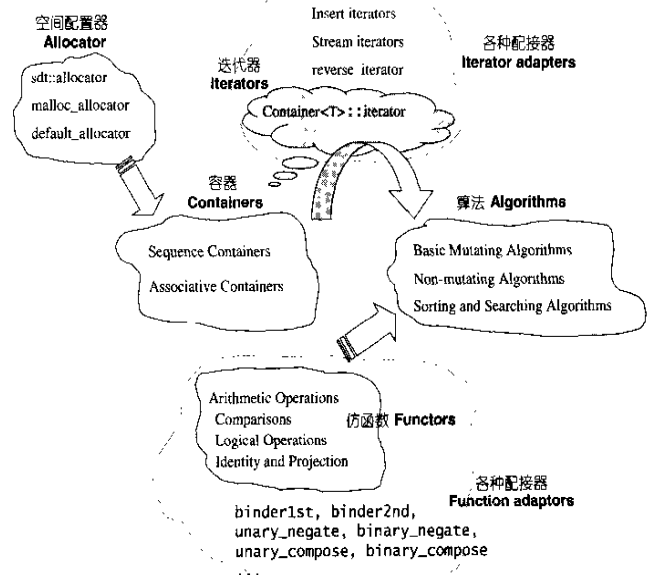 空间配置器
Allocator
sdt::allocator
malloc_allocator
default_allocator
Insert iterators
Stream iterators
reverse iterator
各种配接器
Iterator adapters
迭代器
Iterators
Container<T>::iterator
容器
Containers
Sequence Containers
Associative Containers
算法 Algorithms
Basic Mutating Algorithms
Non-mutating Algorithms
Sorting and Searching Algorithms
Arithmetic Operations
Comparisons
Logical Operations
Identity and Projection
仿函数 Functors
各种配接器
Function adaptors
binder1st, binder2nd,
unary_negate, binary_negate,
unary_compose, binary_compose